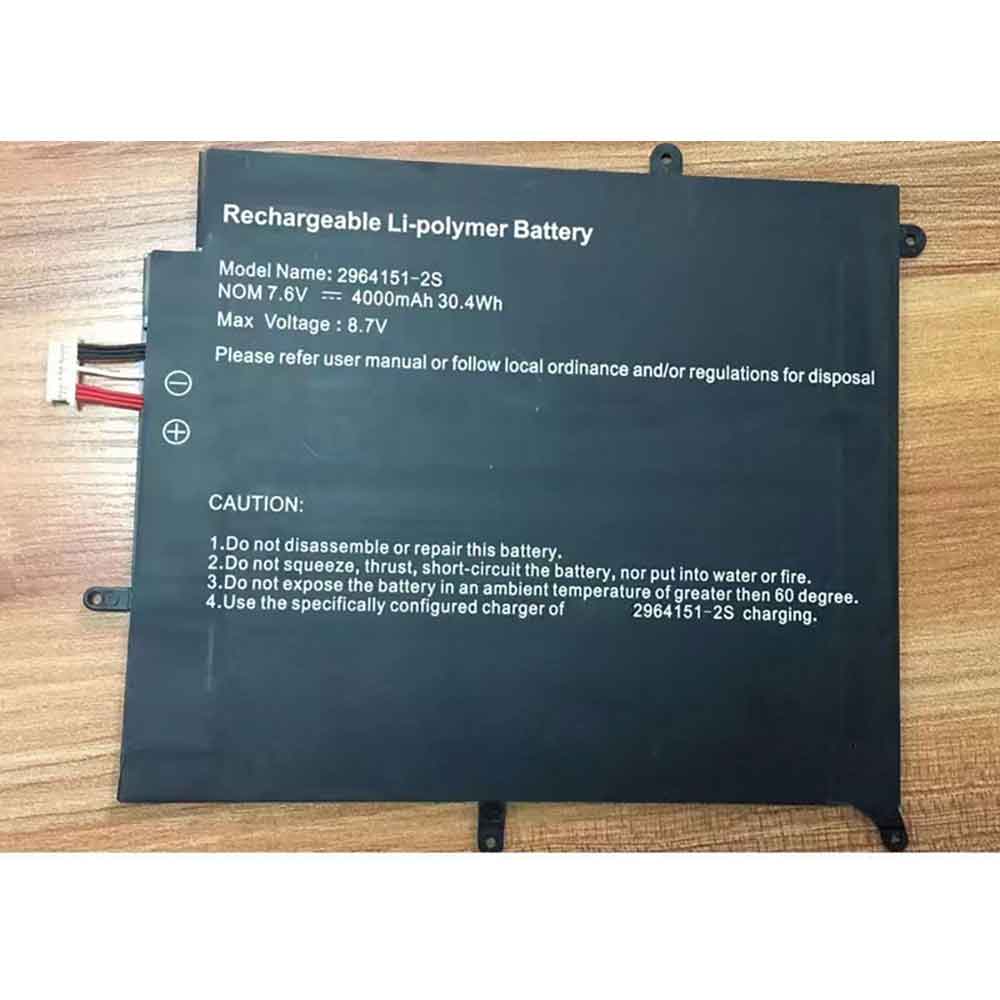 Rechargeable Li-polymer Battery
Model Name: 2964151-2S
NOM 7.6V ⎓ 4000mAh 30.4Wh
Max Voltage : 8.7V
Please refer user manual or follow local ordinance and/or regulations for disposal
CAUTION:
1.Do not disassemble or repair this battery.
2.Do not squeeze, thrust, short-circuit the battery, nor put into water or fire.
3.Do not expose the battery in an ambient temperature of greater then 60 degree.
4.Use the specifically configured charger of 2964151-2S charging.